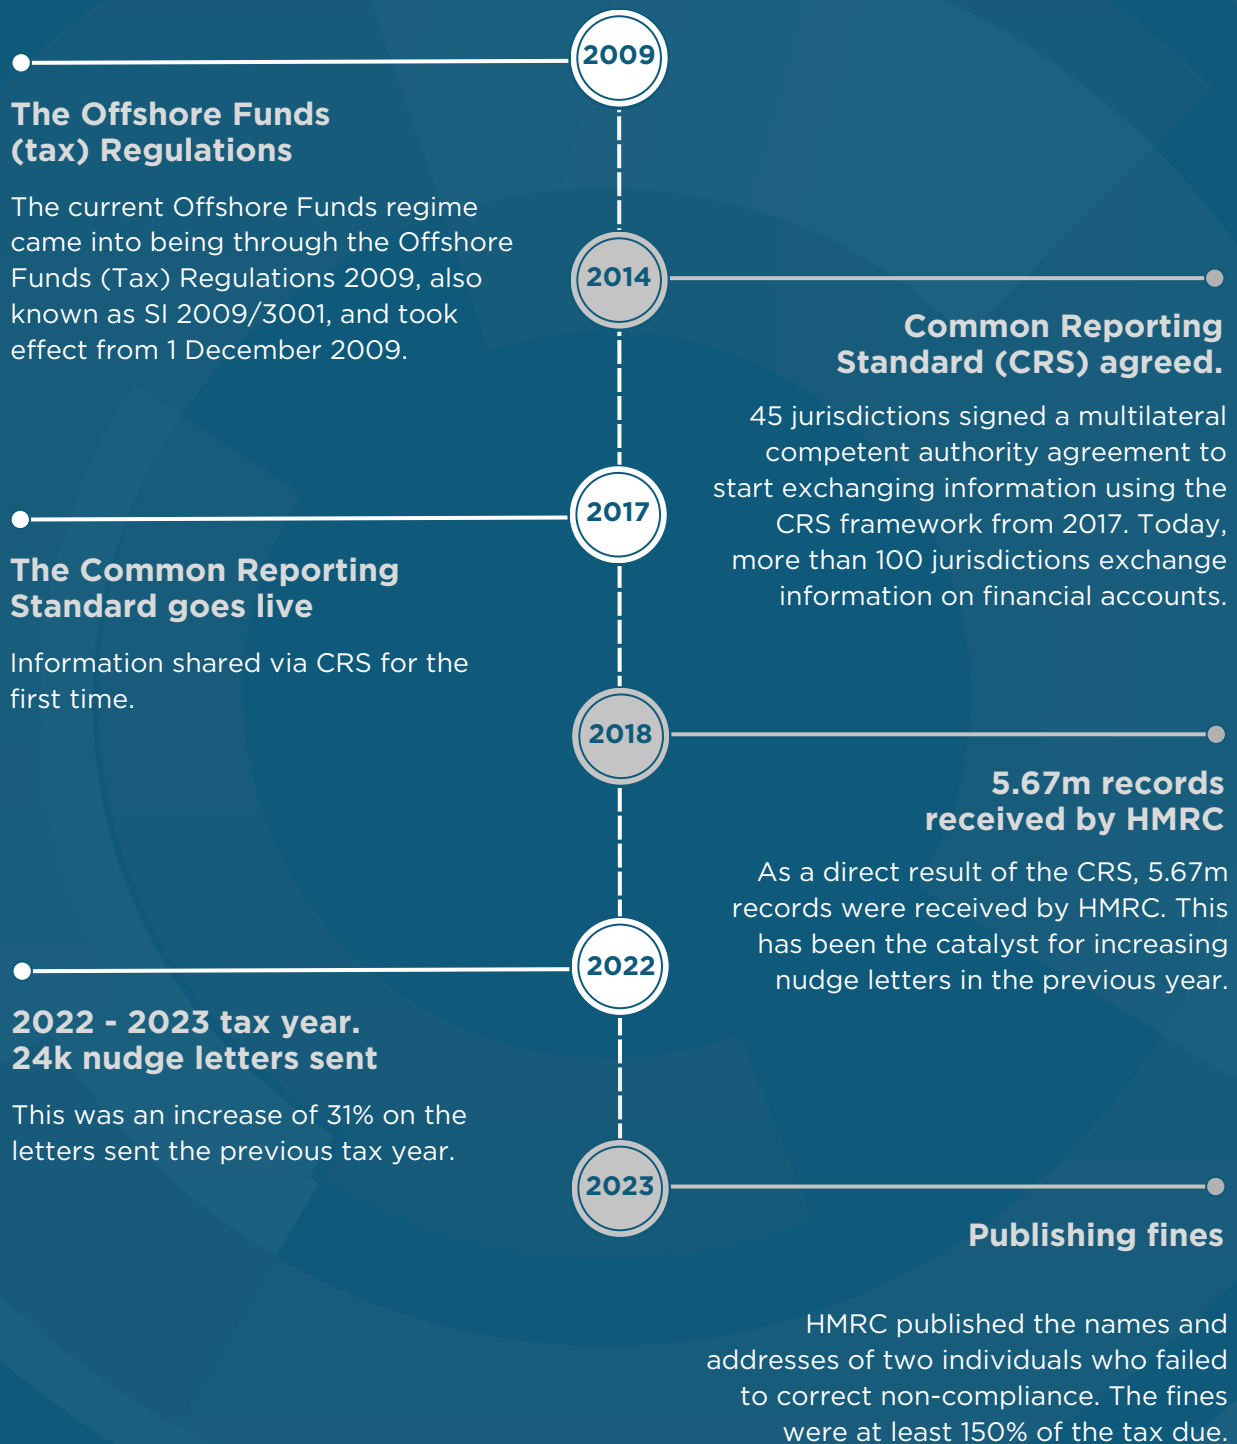 2009
The Offshore Funds
(tax) Regulations
The current Offshore Funds regime
came into being through the Offshore
Funds (Tax) Regulations 2009, also
known as SI 2009/3001, and took
effect from 1 December 2009.
2014
Common Reporting
Standard (CRS) agreed.
45 jurisdictions signed a multilateral
competent authority agreement to
start exchanging information using the
CRS framework from 2017. Today,
more than 100 jurisdictions exchange
information on financial accounts.
2017
The Common Reporting
Standard goes live
Information shared via CRS for the
first time.
2018
5.67m records
received by HMRC
As a direct result of the CRS, 5.67m
records were received by HMRC. This
has been the catalyst for increasing
nudge letters in the previous year.
2022
2022 - 2023 tax year.
24k nudge letters sent
This was an increase of 31% on the
letters sent the previous tax year.
2023
Publishing fines
HMRC published the names and
addresses of two individuals who failed
to correct non-compliance. The fines
were at least 150% of the tax due.